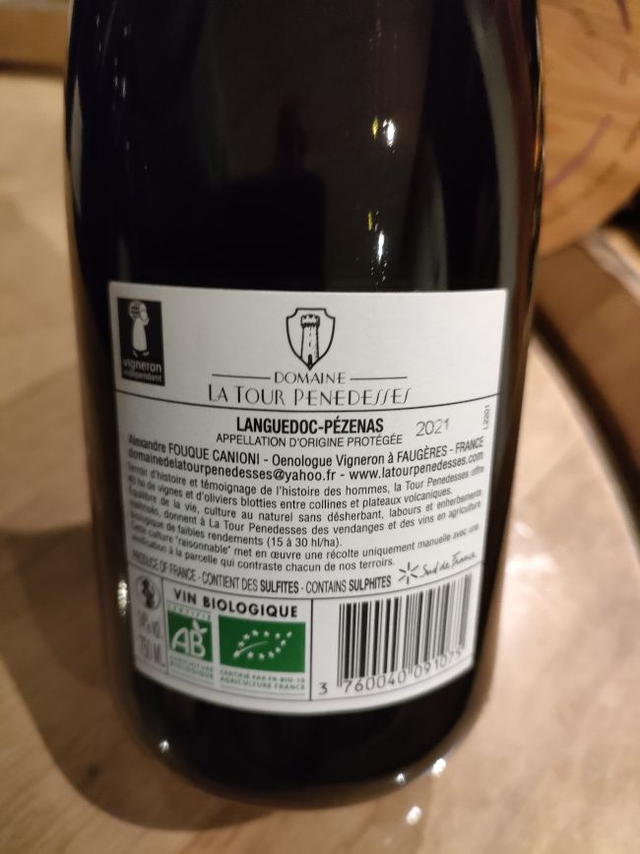 vigneron
indépendant
DOMAINE
LA TOUR PENEDESSES
LANGUEDOC-PÉZENAS 2021
APPELLATION D'ORIGINE PROTÉGÉE
L2201
Alexandre FOUQUE CANIONI - Oenologue Vigneron à FAUGÈRES - FRANCE
domainedelatourpenedesses@yahoo.fr - www.latourpenedesses.com
Terroir d'histoire et témoignage de l'histoire des hommes, la Tour Penedesses offre
ha de vignes et d'oliviers blotties entre collines et plateaux volcaniques.
Equilibre de la vie, culture au naturel sans désherbant, labours et enherbements
maîtrisés, donnent à La Tour Penedesses des vendanges et des vins en agriculture
biologique de faibles rendements (15 à 30 hl/ha).
Cette culture "raisonnable" met en œuvre une récolte uniquement manuelle avec une
vinification à la parcelle qui contraste chacun de nos terroirs.
PRODUCE OF FRANCE - CONTIENT DES SULFITES - CONTAINS SULPHITES
Sud de France
VIN BIOLOGIQUE
CERTIFIÉ
AB
AGRICULTURE
BIOLOGIQUE
CERTIFIÉ PAR FR-BIO-10
AGRICULTURE FRANCE
750 ML
3 760040 091075